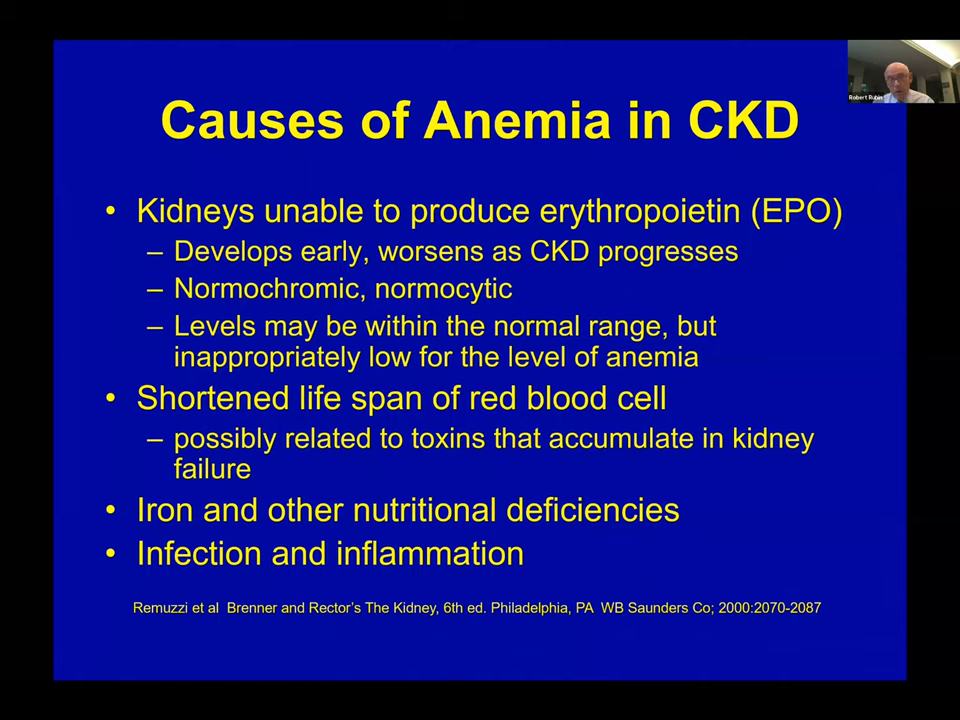 Robert Rubin
Causes of Anemia in CKD
• Kidneys unable to produce erythropoietin (EPO)
– Develops early, worsens as CKD progresses
– Normochromic, normocytic
– Levels may be within the normal range, but
inappropriately low for the level of anemia
• Shortened life span of red blood cell
– possibly related to toxins that accumulate in kidney
failure
• Iron and other nutritional deficiencies
• Infection and inflammation
Remuzzi et al Brenner and Rector's The Kidney, 6th ed. Philadelphia, PA WB Saunders Co; 2000:2070-2087